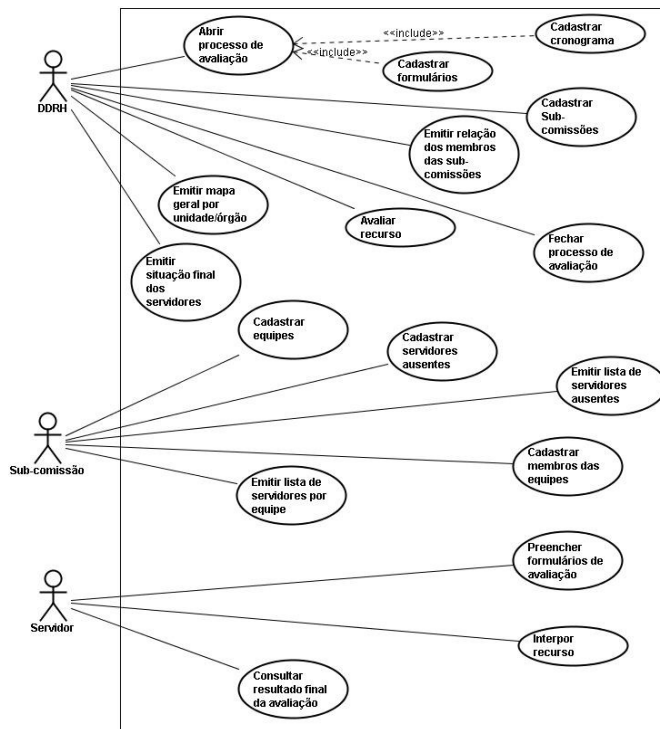 Abrir
processo de
avaliação
<<include>>
<<include>>
Cadastrar
cronograma
Cadastrar
formulários
DDRH
Cadastrar
Sub-
comissões
Emitir relação
dos membros
das sub-
comissões
Emitir mapa
geral por
unidade/órgão
Avaliar
recurso
Fechar
processo de
avaliação
Emitir
situação final
dos
servidores
Cadastrar
equipes
Cadastrar
servidores
ausentes
Emitir lista de
servidores
ausentes
Sub-comissão
Cadastrar
membros das
equipes
Emitir lista de
servidores por
equipe
Preencher
formulários de
avaliação
Servidor
Interpor
recurso
Consultar
resultado final
da avaliação